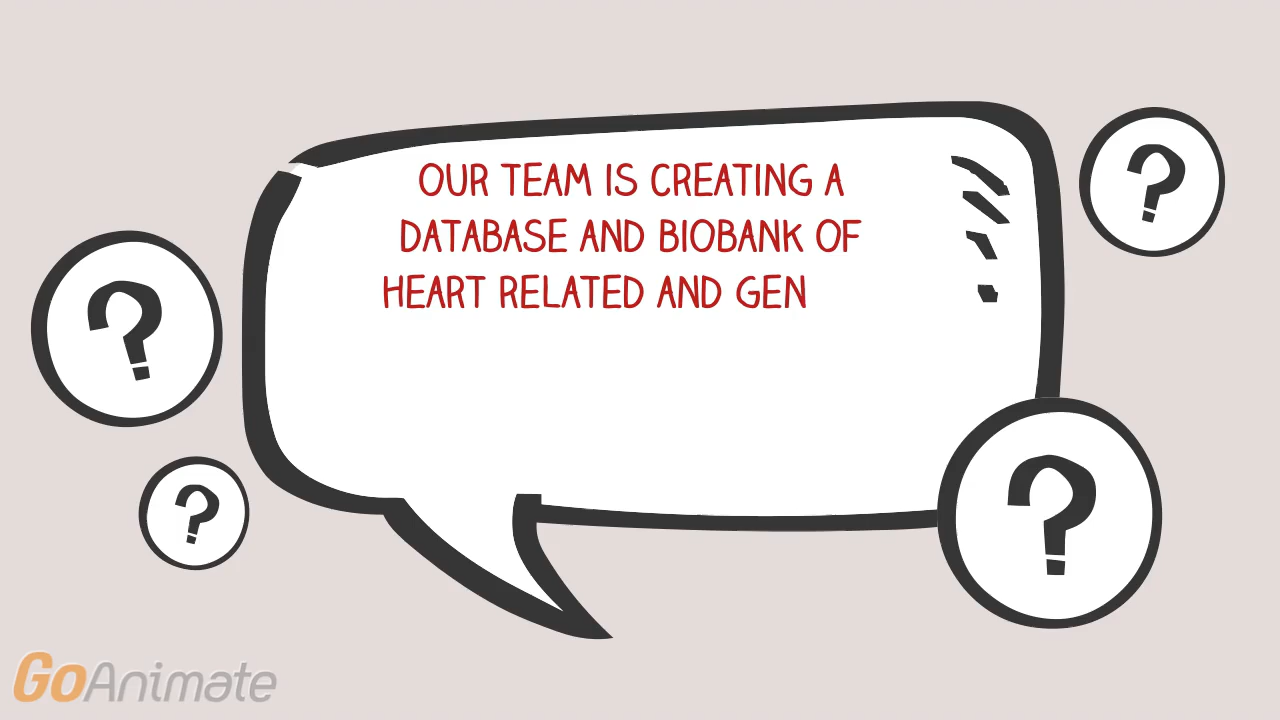 OUR TEAM IS CREATING A
DATABASE AND BIOBANK OF
HEART RELATED AND GEN
?
?
?
?
GoAnimate